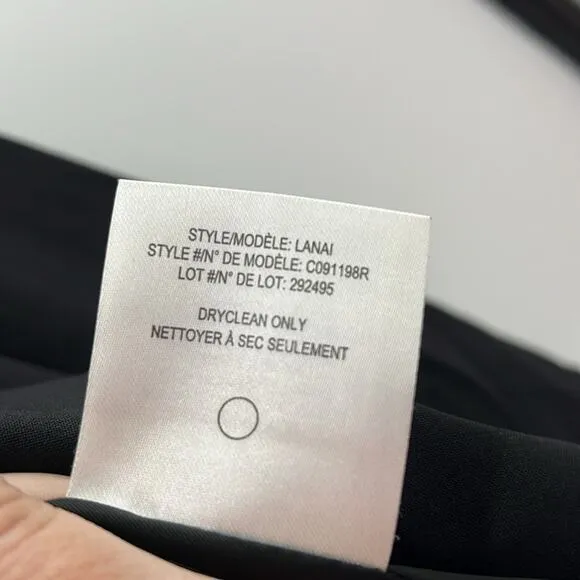 STYLE/MODÈLE: LANAI
STYLE #/N° DE MODÈLE: C091198R
LOT #/N° DE LOT: 292495
DRYCLEAN ONLY
NETTOYER À SEC SEULEMENT